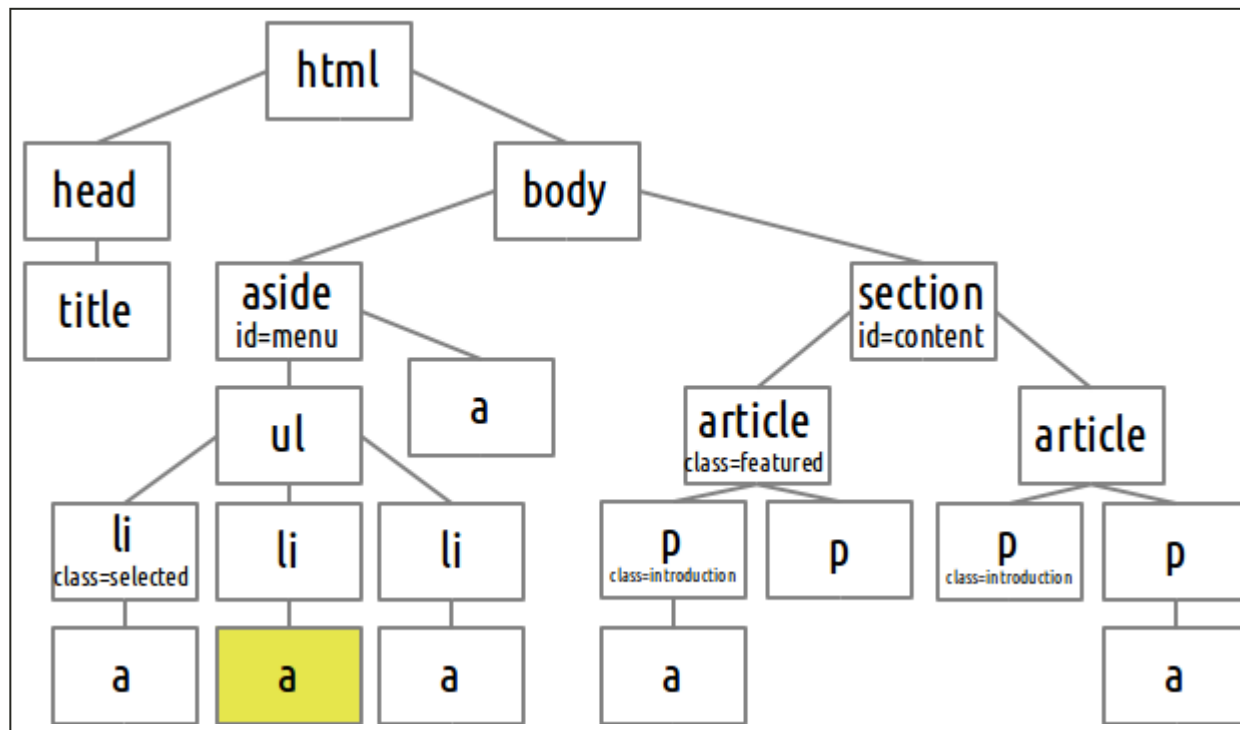 html
head
body
title
aside
id=menu
section
id=content
a
ul
article
class=featured
article
li
class=selected
li
li
p
class=introduction
p
p
class=introduction
p
a
a
a
a
a